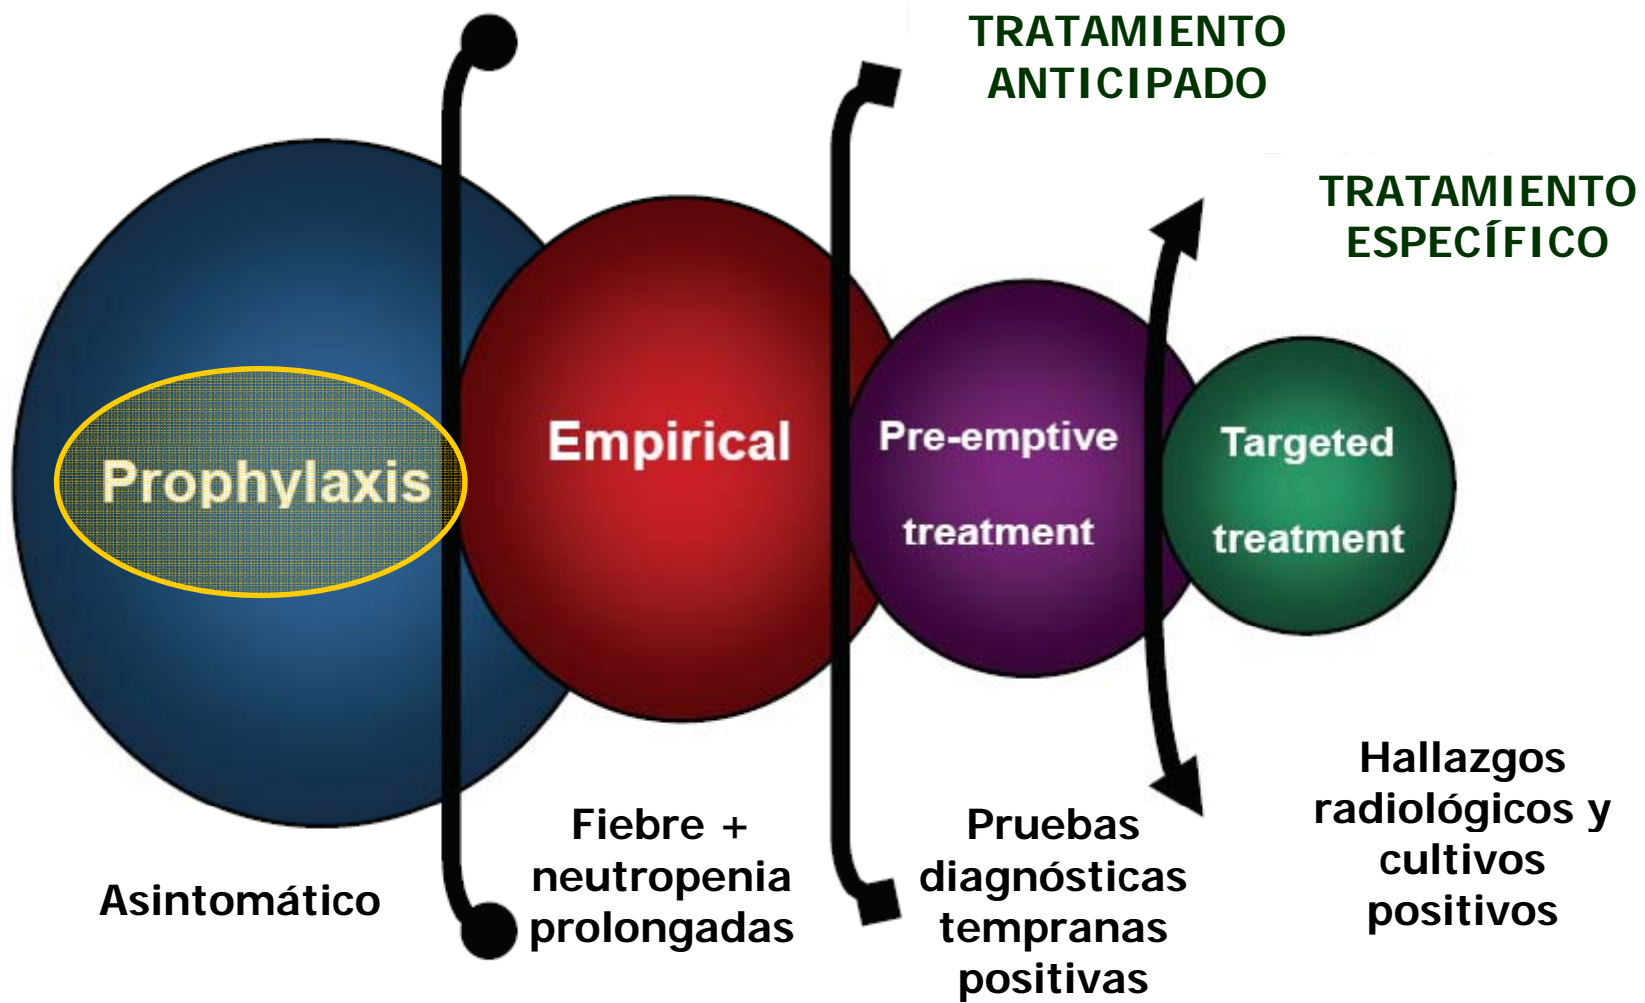 TRATAMIENTO
ANTICIPADO
TRATAMIENTO
ESPECÍFICO
Prophylaxis
Empirical
Pre-emptive
treatment
Targeted
treatment
Asintomático
Fiebre +
neutropenia
prolongadas
Pruebas
diagnósticas
tempranas
positivas
Hallazgos
radiológicos y
cultivos
positivos